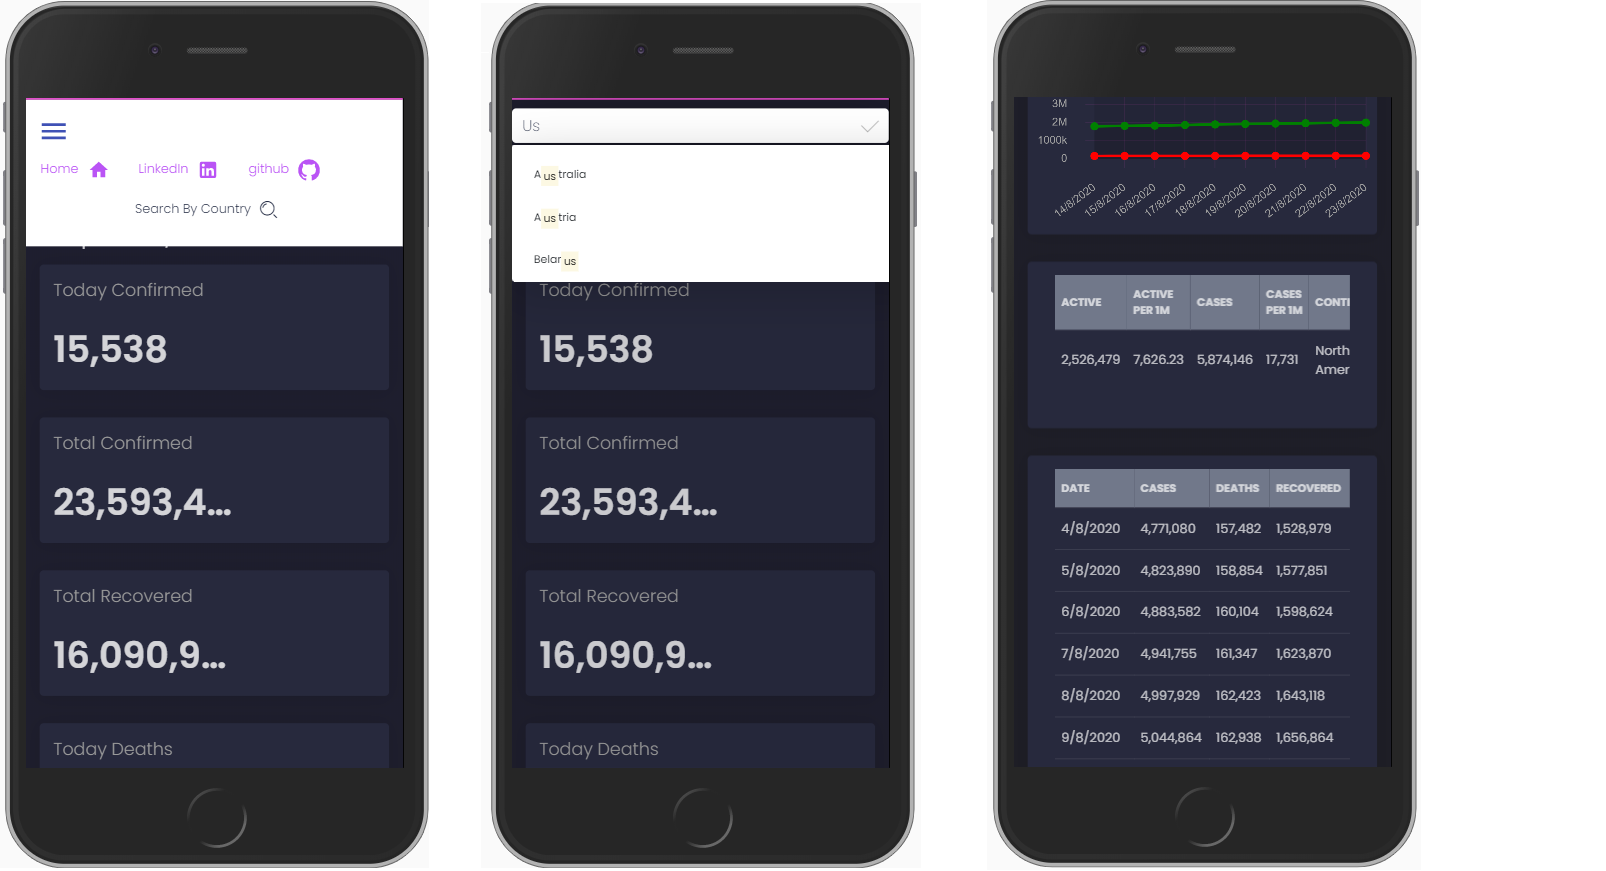 Home LinkedIn github
Search By Country
Today Confirmed
15,538
Total Confirmed
23,593,4...
Total Recovered
16,090,9...
Today Deaths
Us
Australia
Austria
Belarus
Today Confirmed
15,538
Total Confirmed
23,593,4...
Total Recovered
16,090,9...
Today Deaths
3M
2M
1000k
0
14/8/2020 15/8/2020 16/8/2020 17/8/2020 18/8/2020 19/8/2020 20/8/2020 21/8/2020 22/8/2020 23/8/2020
ACTIVE ACTIVE PER 1M CASES CASES PER 1M CONTI
2,526,479 7,626.23 5,874,146 17,731 North Amer
DATE CASES DEATHS RECOVERED
4/8/2020 4,771,080 157,482 1,528,979
5/8/2020 4,823,890 158,854 1,577,851
6/8/2020 4,883,582 160,104 1,598,624
7/8/2020 4,941,755 161,347 1,623,870
8/8/2020 4,997,929 162,423 1,643,118
9/8/2020 5,044,864 162,938 1,656,864